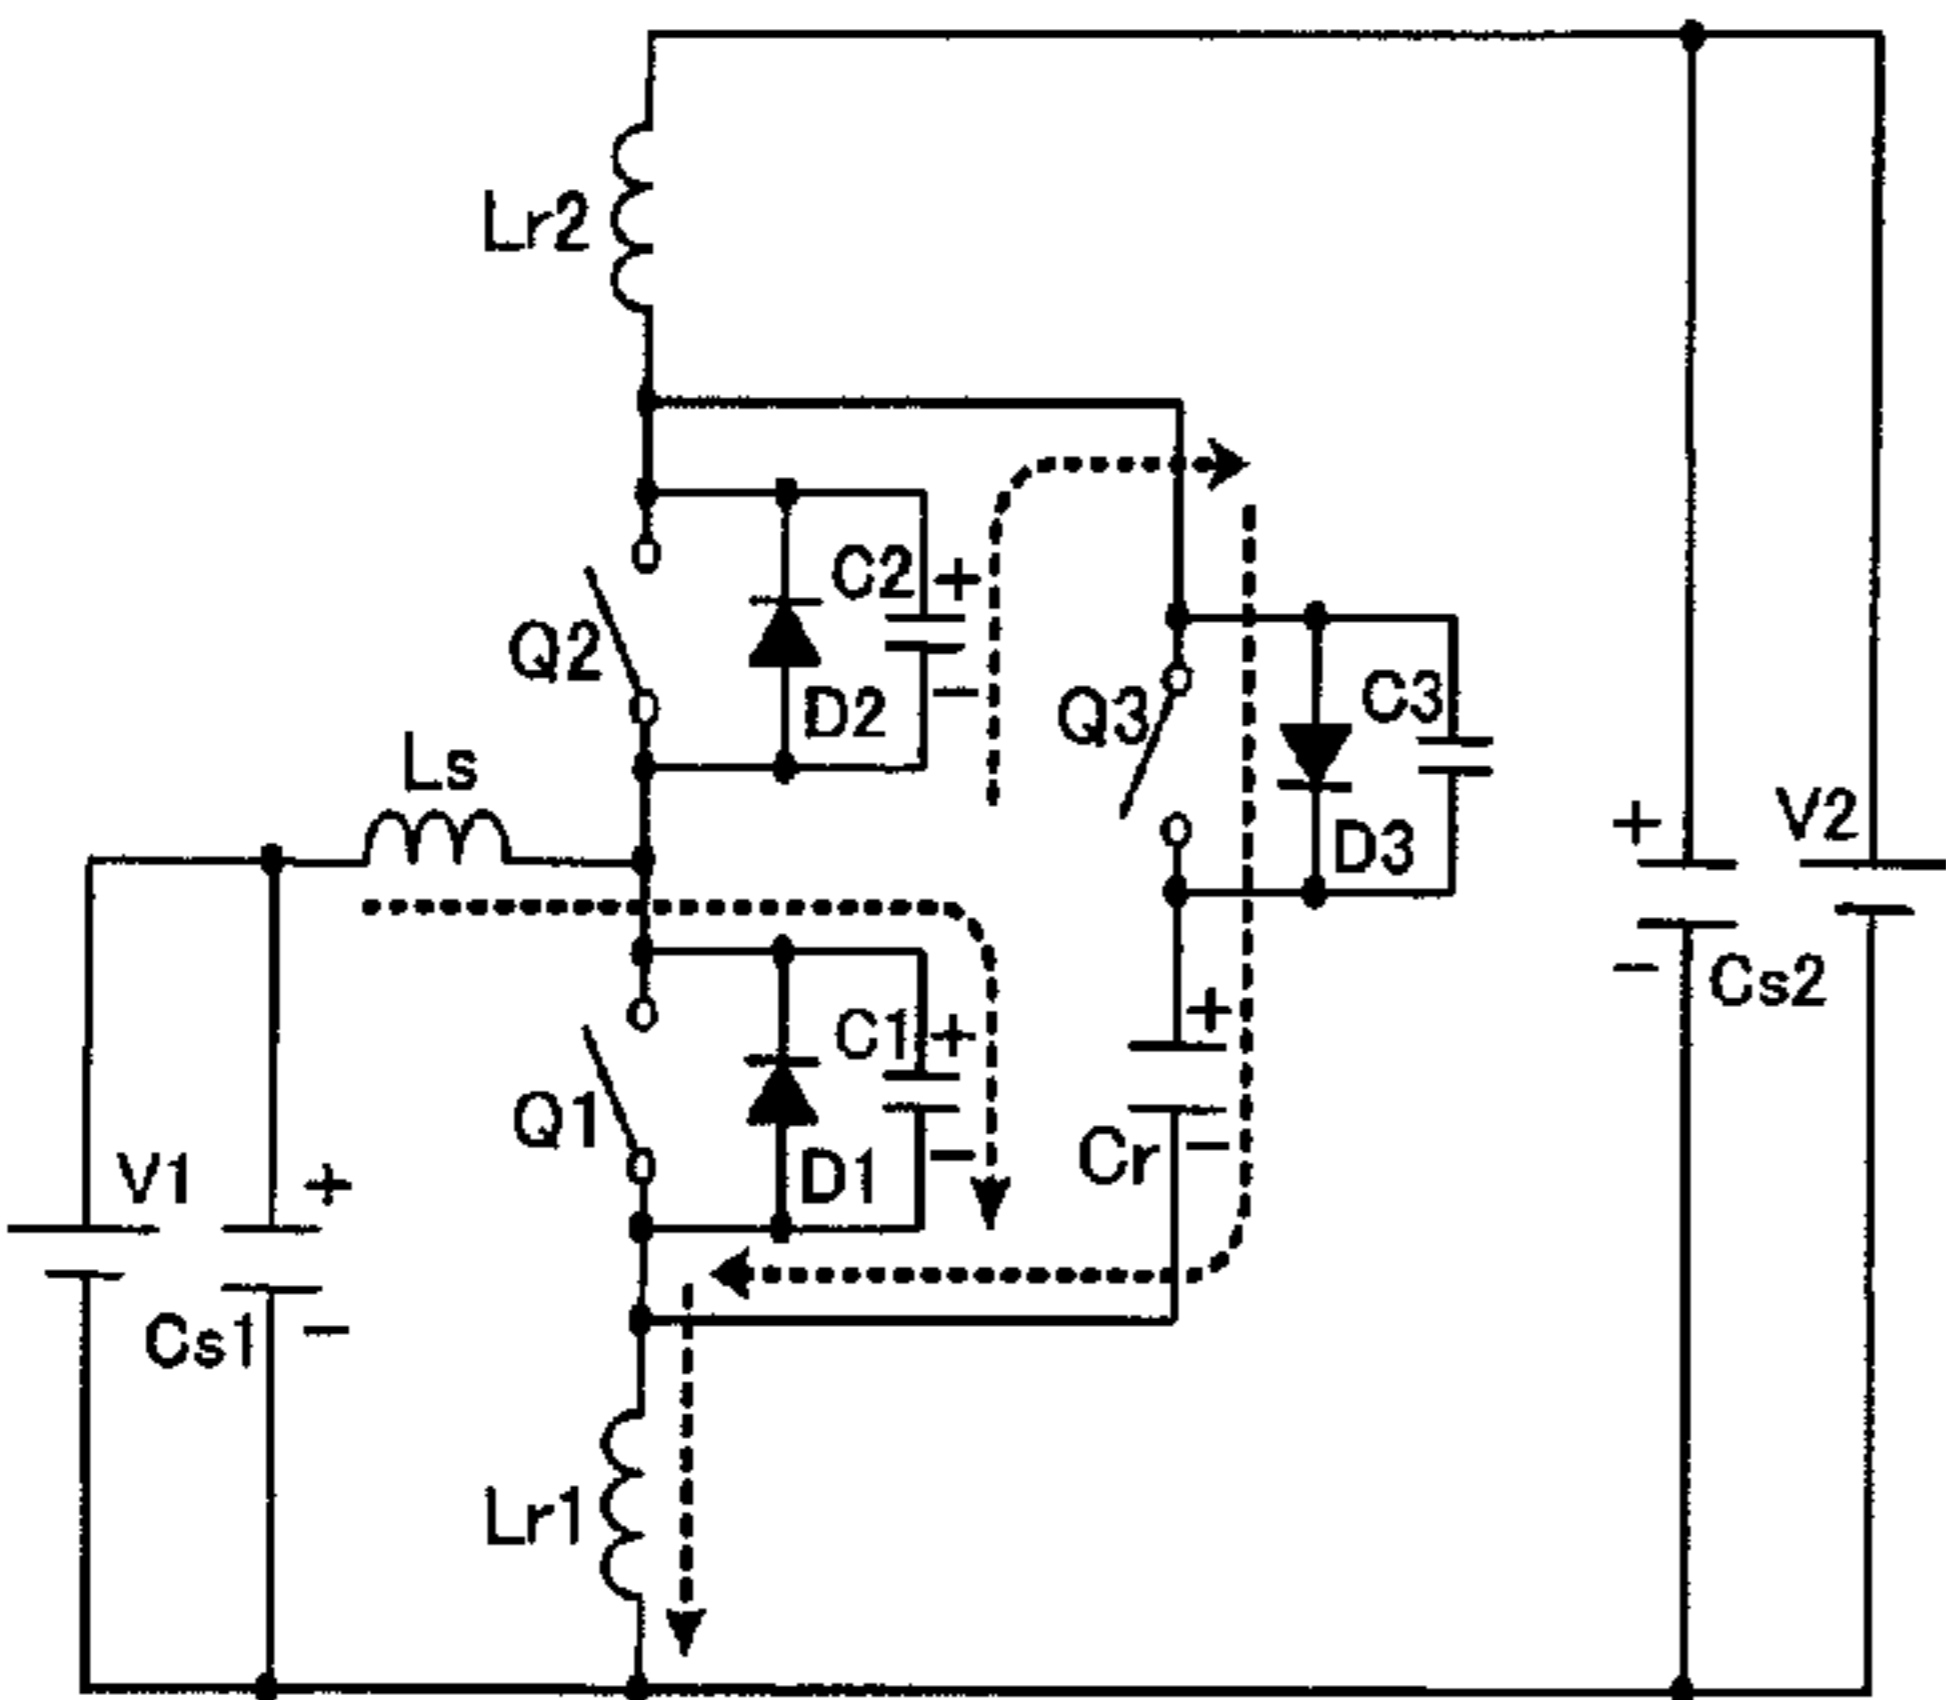 Lr2
C2 +
Q2
D2 -
Q3
C3
Ls
D3
+
V2
-
Cs2
C1 +
+
Q1
D1 -
Cr -
V1
+
Cs1 -
Lr1